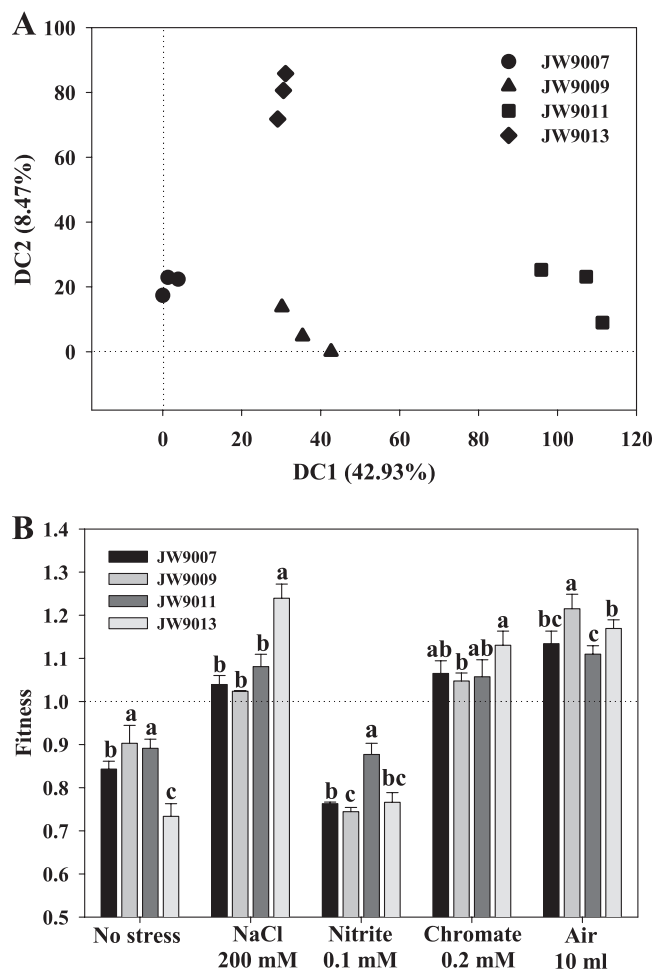 A
100
80
60
40
20
0
DC2 (8.47%)
JW9007
JW9009
JW9011
JW9013
0 20 40 60 80 100 120
DC1 (42.93%)
B
1.4
1.3
1.2
1.1
1.0
0.9
0.8
0.7
0.6
0.5
Fitness
JW9007
JW9009
JW9011
JW9013
b a a c
b b b a
b c a bc
ab b ab a
bc a c b
No stress NaCl Nitrite Chromate Air
200 mM 0.1 mM 0.2 mM 10 ml